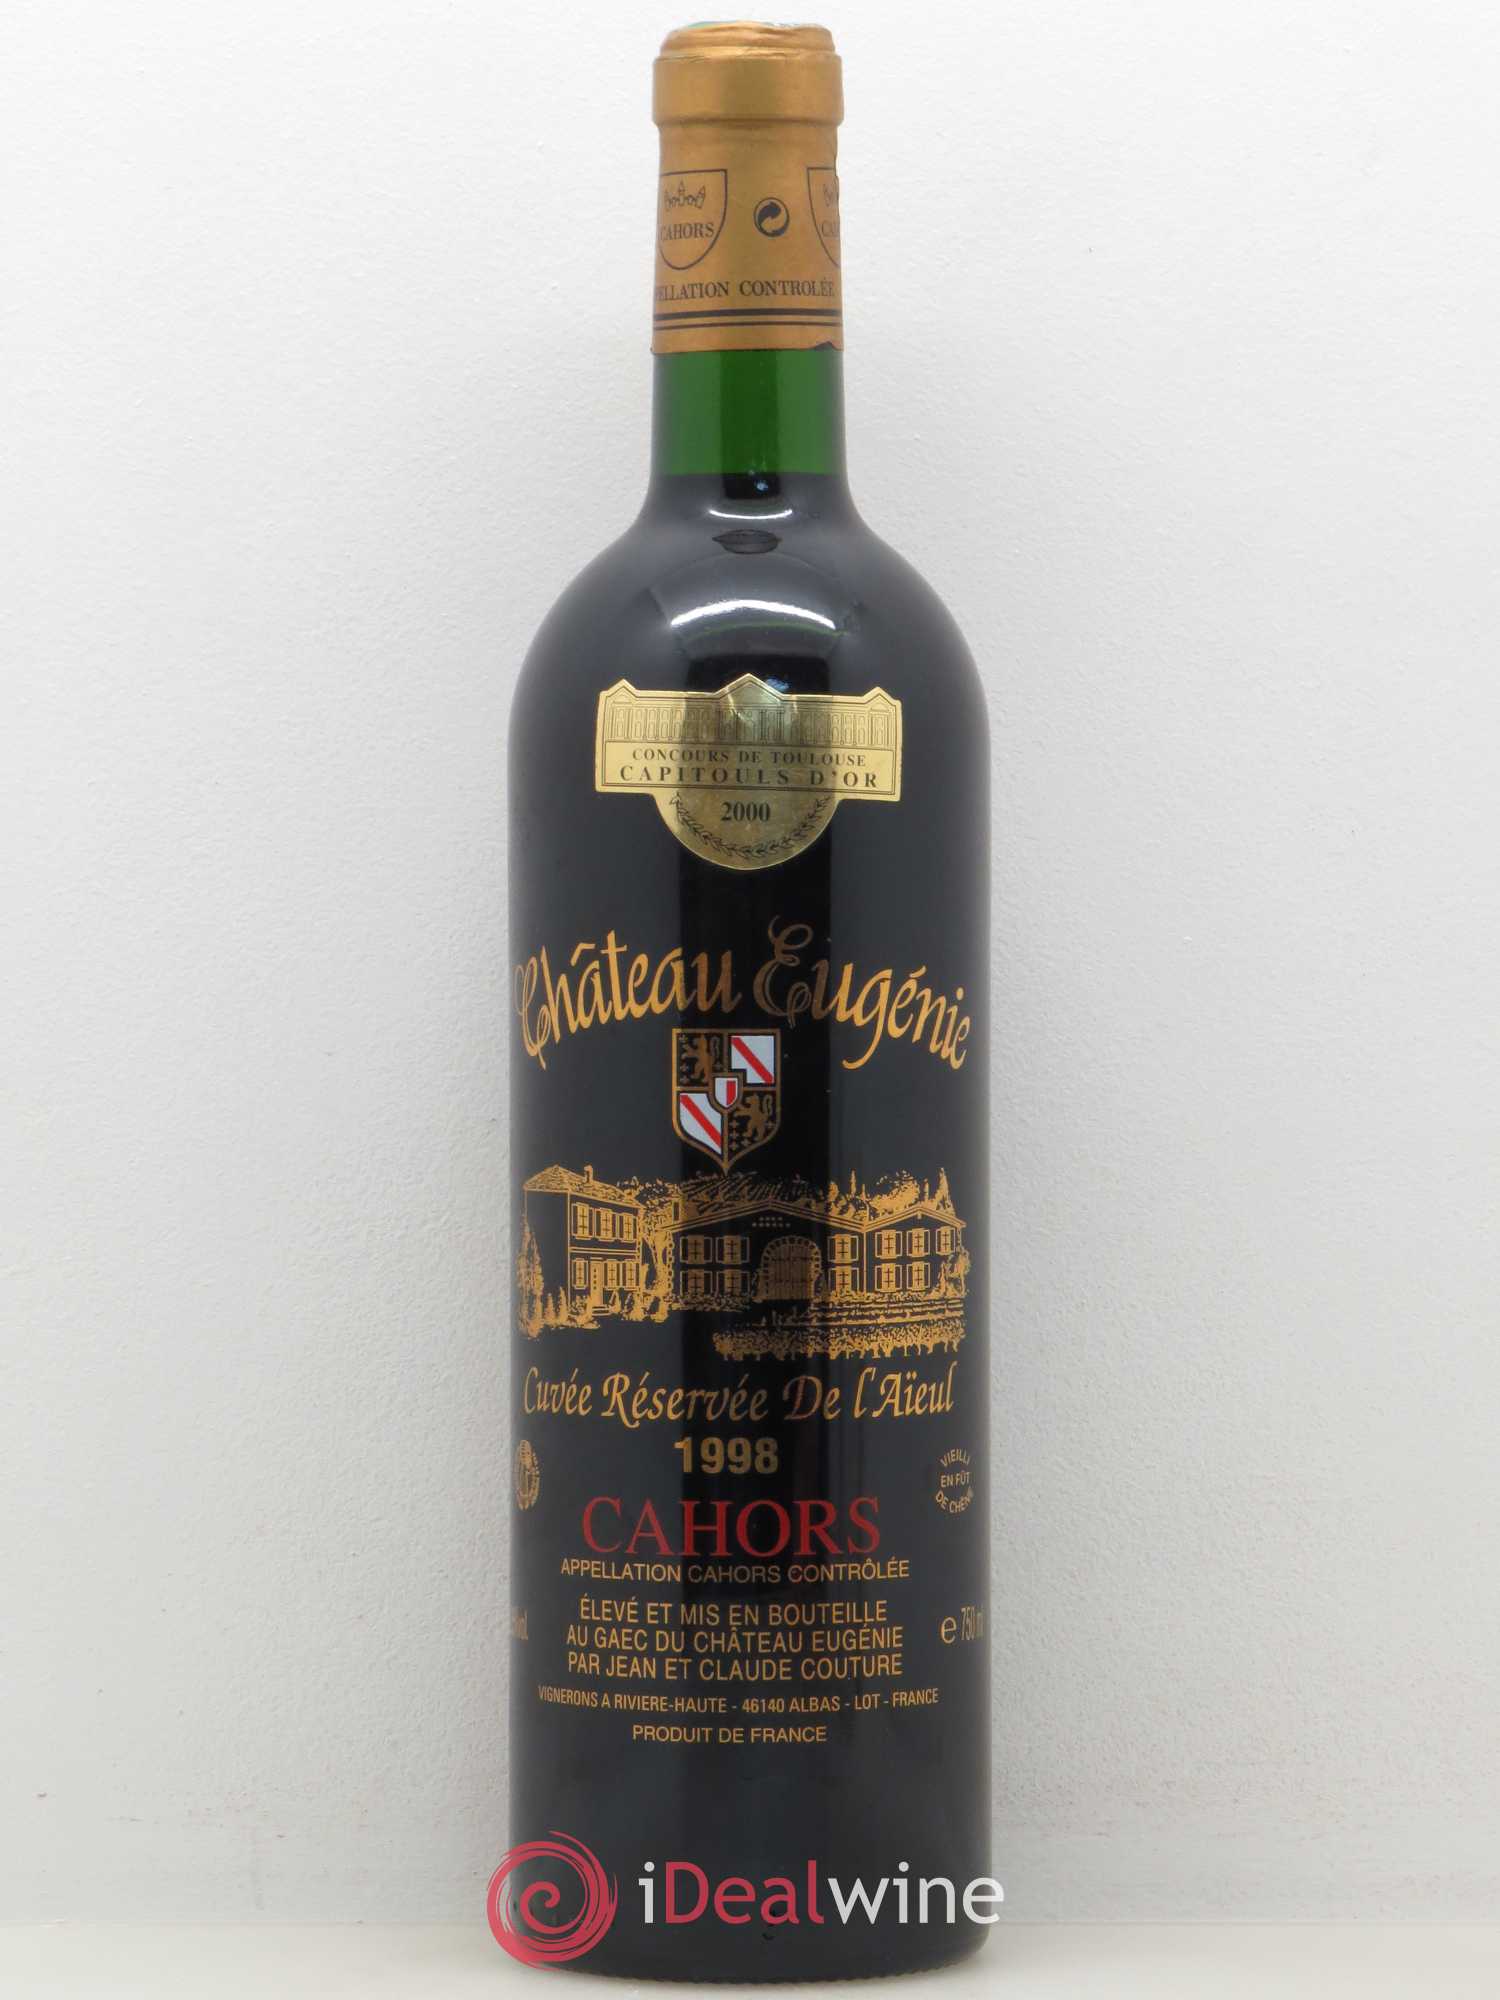 CAHORS
CONTROLÉE
CONCOURS DE TOULOUSE
CAPITOULS D'OR
2000
Château Eugénie
Cuvée Réservée De l'Aïeul
1998
VIEILLI
EN FÛT
DE CHÊNE
CAHORS
APPELLATION CAHORS CONTRÔLÉE
ÉLEVÉ ET MIS EN BOUTEILLE
AU GAEC DU CHÂTEAU EUGÉNIE
PAR JEAN ET CLAUDE COUTURE
e 750 ml
VIGNERONS A RIVIERE-HAUTE - 46140 ALBAS - LOT - FRANCE
PRODUIT DE FRANCE
iDealwine